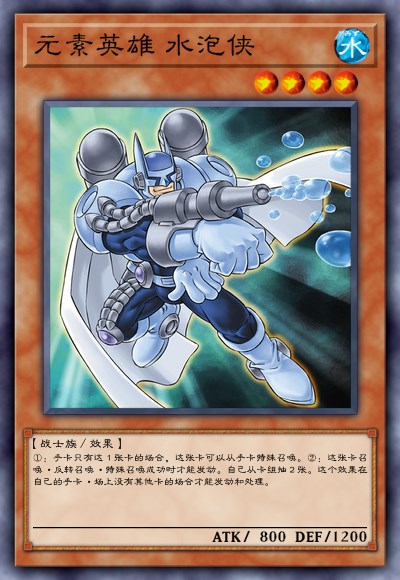 元素英雄 水泡侠
水
【战士族／效果】
①：手卡只有这１张卡的场合，这张卡可以从手卡特殊召唤。②：这张卡召
唤·反转召唤·特殊召唤成功时才能发动。自己从卡组抽２张。这个效果在
自己的手卡·场上没有其他卡的场合才能发动和处理。
ATK/ 800 DEF/1200